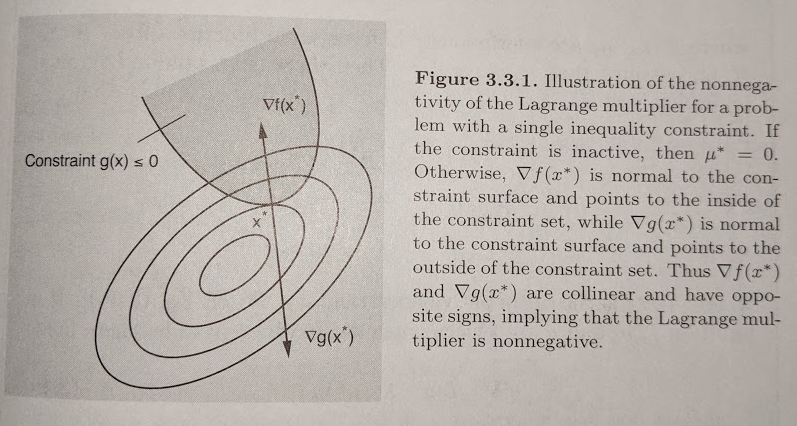 ∇f(x*)
Constraint g(x) ≤ 0
x*
∇g(x*)
Figure 3.3.1. Illustration of the nonnega-
tivity of the Lagrange multiplier for a prob-
lem with a single inequality constraint. If
the constraint is inactive, then μ* = 0.
Otherwise, ∇f(x*) is normal to the con-
straint surface and points to the inside of
the constraint set, while ∇g(x*) is normal
to the constraint surface and points to the
outside of the constraint set. Thus ∇f(x*)
and ∇g(x*) are collinear and have oppo-
site signs, implying that the Lagrange mul-
tiplier is nonnegative.